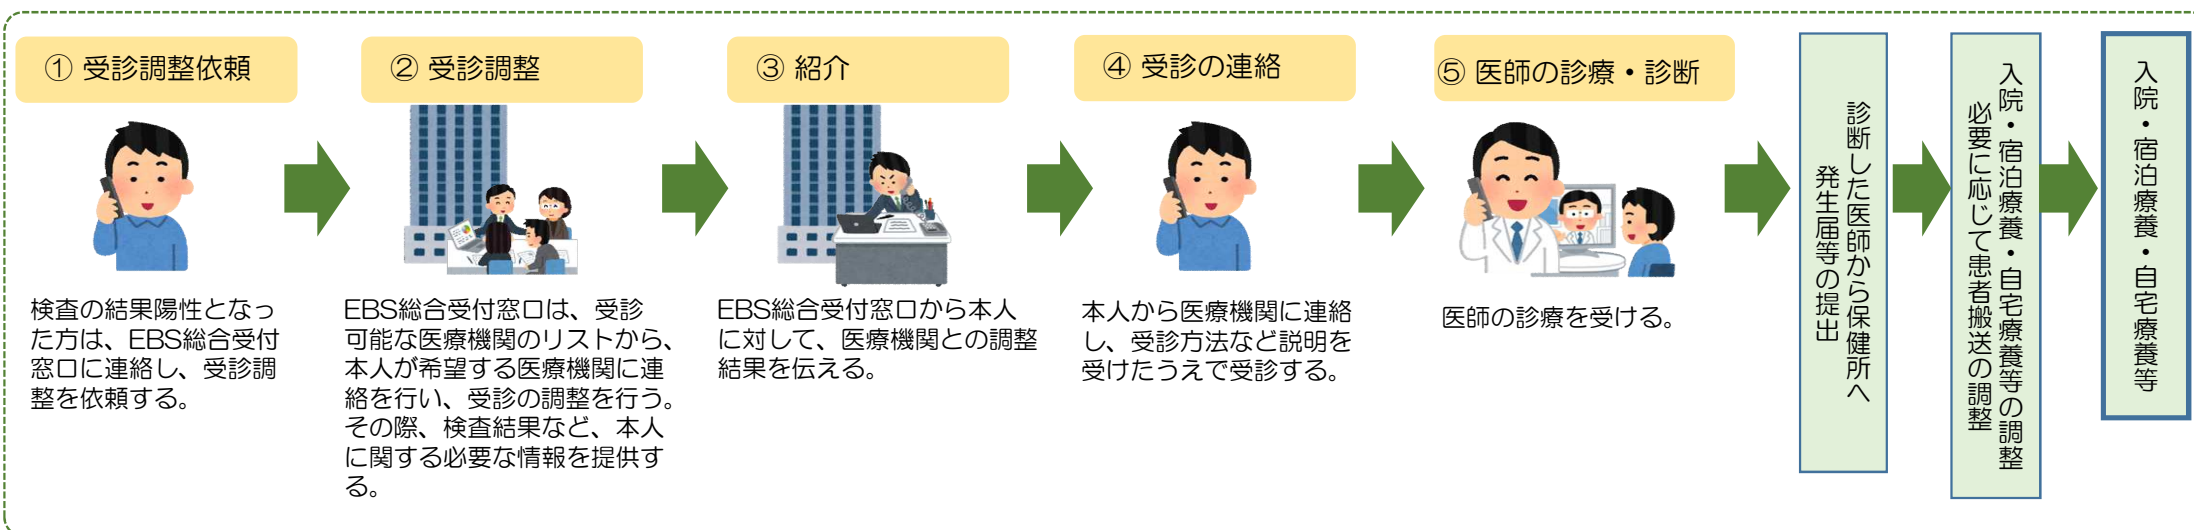 ① 受診調整依頼
検査の結果陽性となっ
た方は、EBS総合受付
窓口に連絡し、受診調
整を依頼する。
② 受診調整
EBS総合受付窓口は、受診
可能な医療機関のリストから、
本人が希望する医療機関に連
絡を行い、受診の調整を行う。
その際、検査結果など、本人
に関する必要な情報を提供す
る。
③ 紹介
EBS総合受付窓口から本人
に対して、医療機関との調整
結果を伝える。
④ 受診の連絡
本人から医療機関に連絡
し、受診方法など説明を
受けたうえで受診する。
⑤ 医師の診療・診断
医師の診療を受ける。
診断した医師から保健所へ
発生届等の提出
入院・宿泊療養・自宅療養等の調整
必要に応じて患者搬送の調整
入院・宿泊療養・自宅療養等